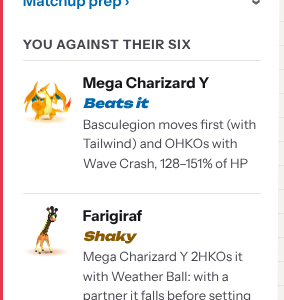 Matchup prep ›
YOU AGAINST THEIR SIX
Mega Charizard Y
Beats it
Basculegion moves first (with
Tailwind) and OHKOs with
Wave Crash, 128–151% of HP
Farigiraf
Shaky
Mega Charizard Y 2HKOs it
with Weather Ball: with a
partner it falls before setting